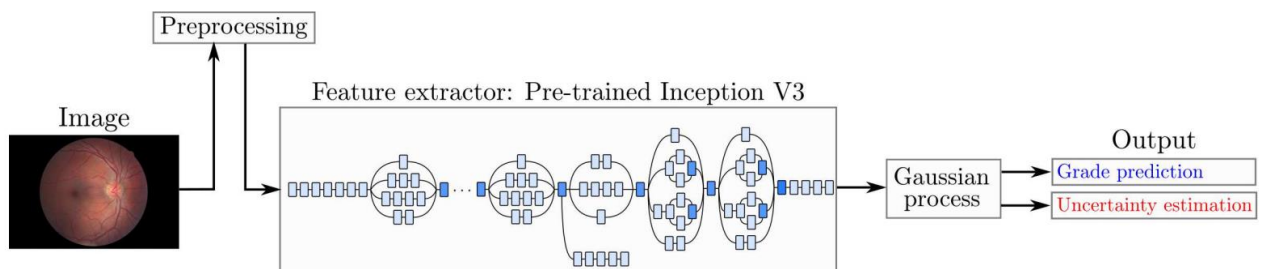 Preprocessing
Feature extractor: Pre-trained Inception V3
Image
Output
Gaussian
process
Grade prediction
Uncertainty estimation